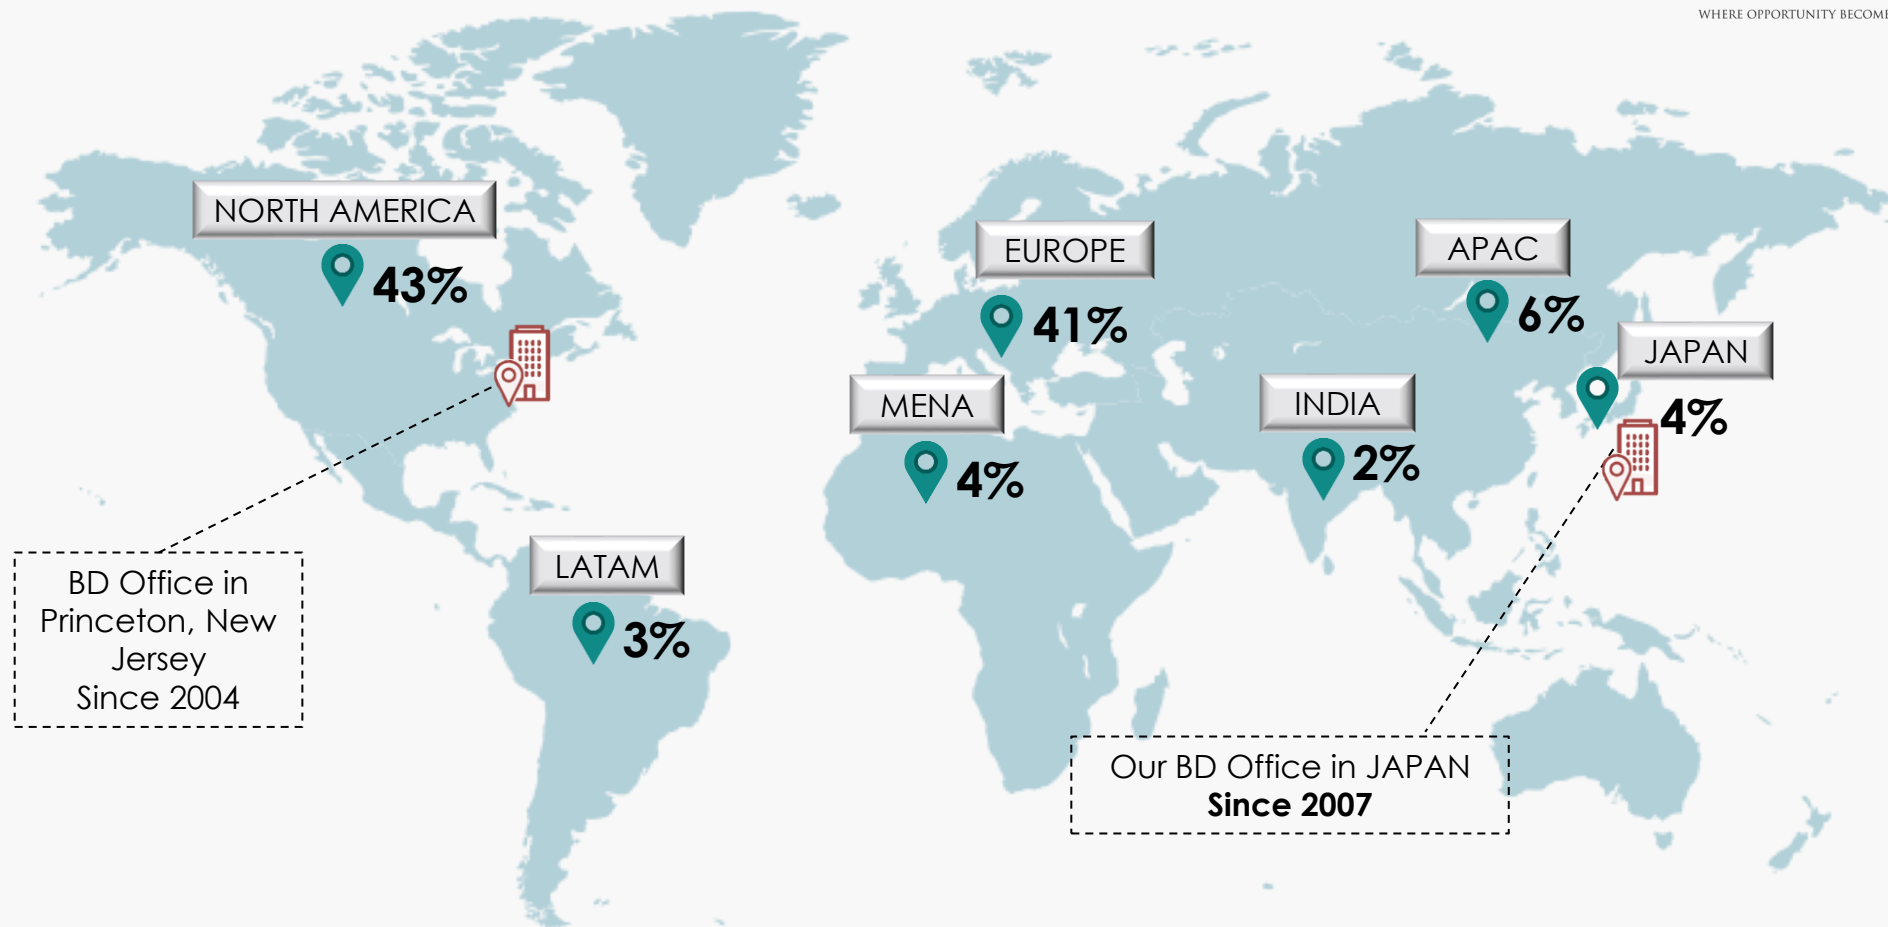 WHERE OPPORTUNITY BECOME
NORTH AMERICA
43%
EUROPE
41%
APAC
6%
JAPAN
4%
MENA
4%
INDIA
2%
LATAM
3%
BD Office in
Princeton, New
Jersey
Since 2004
Our BD Office in JAPAN
Since 2007